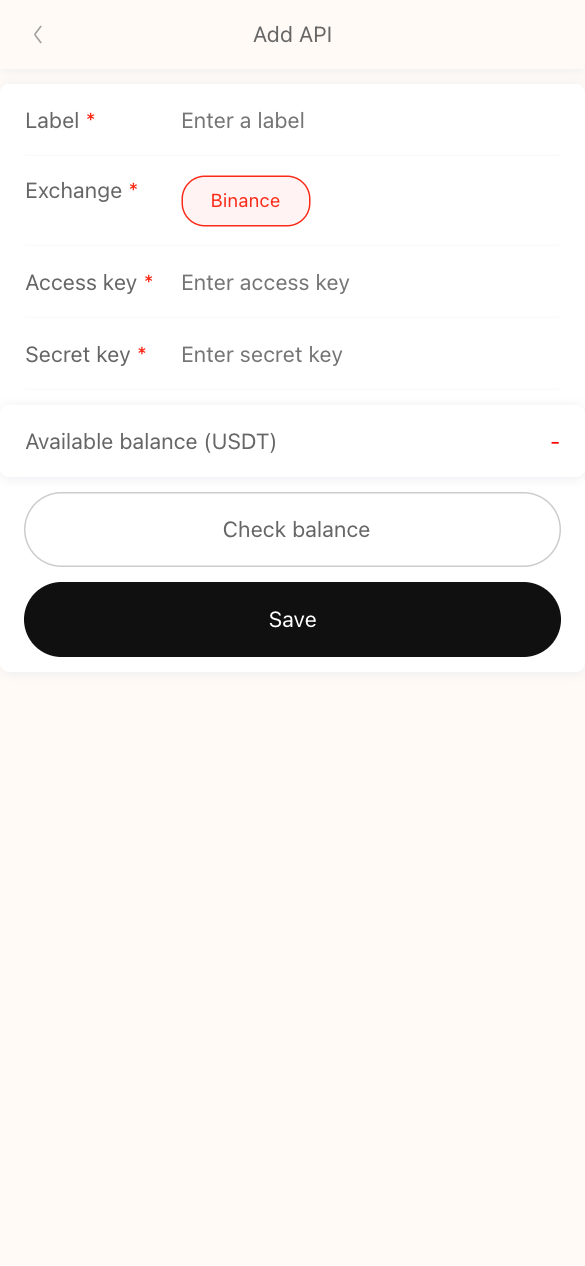 Add API
Label * Enter a label
Exchange * Binance
Access key * Enter access key
Secret key * Enter secret key
Available balance (USDT) -
Check balance
Save